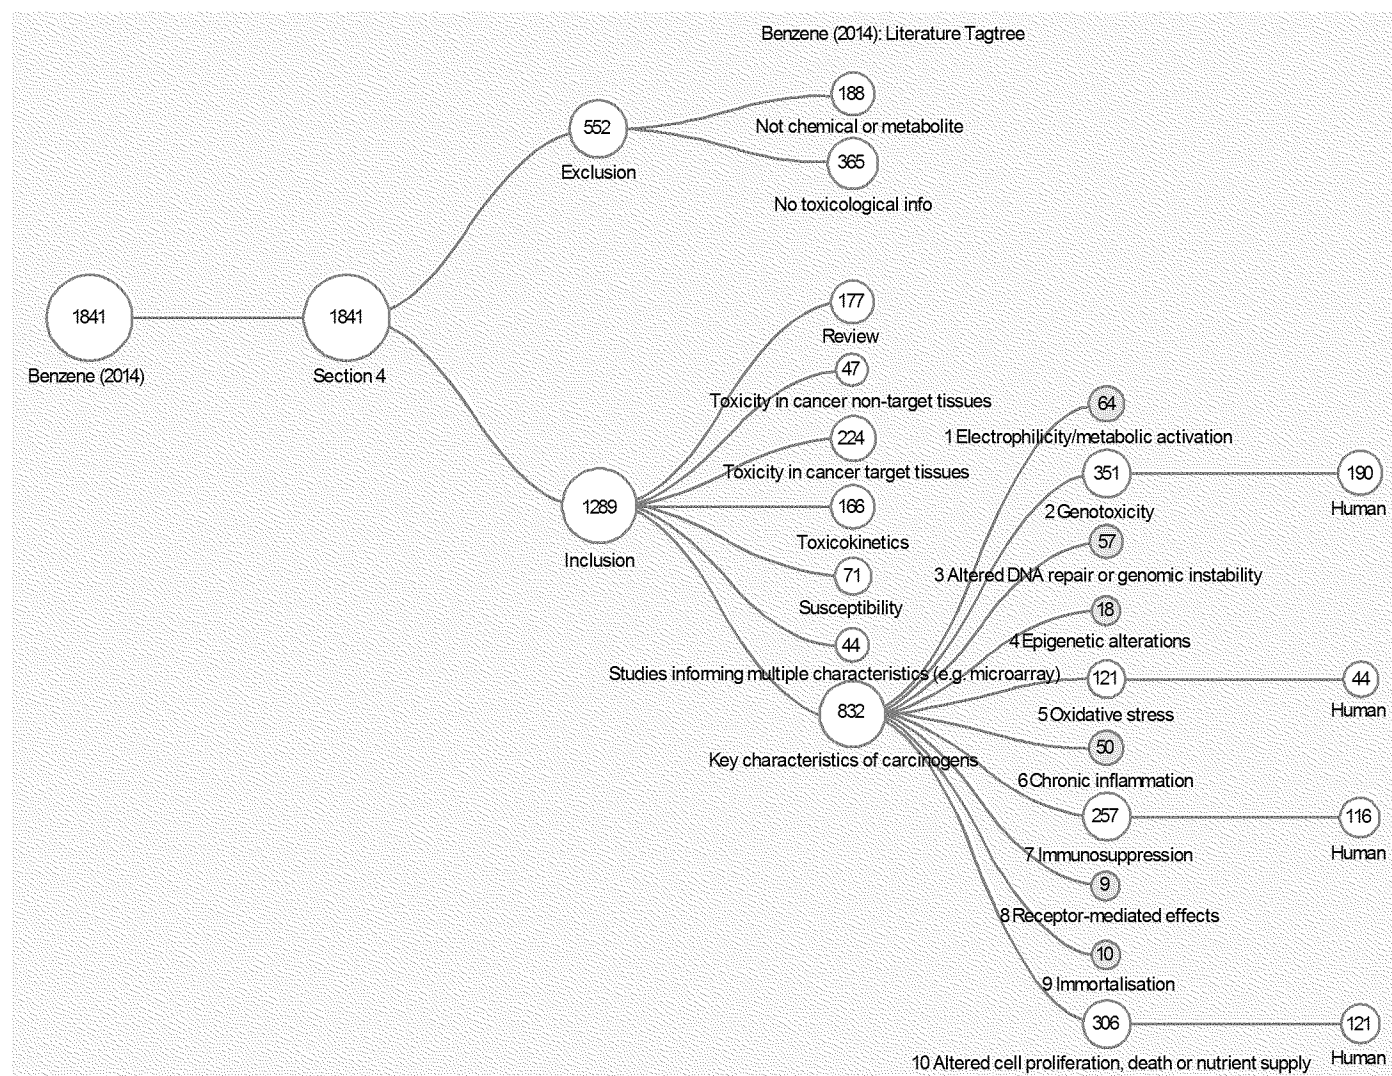 Benzene (2014): Literature Tagtree
188
Not chemical or metabolite
552
Exclusion
365
No toxicological info
1841
Benzene (2014)
1841
Section 4
177
Review
47
Toxicity in cancer non-target tissues
224
Toxicity in cancer target tissues
1289
Inclusion
166
Toxicokinetics
71
Susceptibility
44
Studies informing multiple characteristics (e.g. microarray)
832
Key characteristics of carcinogens
64
1 Electrophilicity/metabolic activation
351
2 Genotoxicity
190
Human
57
3 Altered DNA repair or genomic instability
18
4 Epigenetic alterations
121
5 Oxidative stress
44
Human
50
6 Chronic inflammation
257
7 Immunosuppression
116
Human
9
8 Receptor-mediated effects
10
9 Immortalisation
306
10 Altered cell proliferation, death or nutrient supply
121
Human